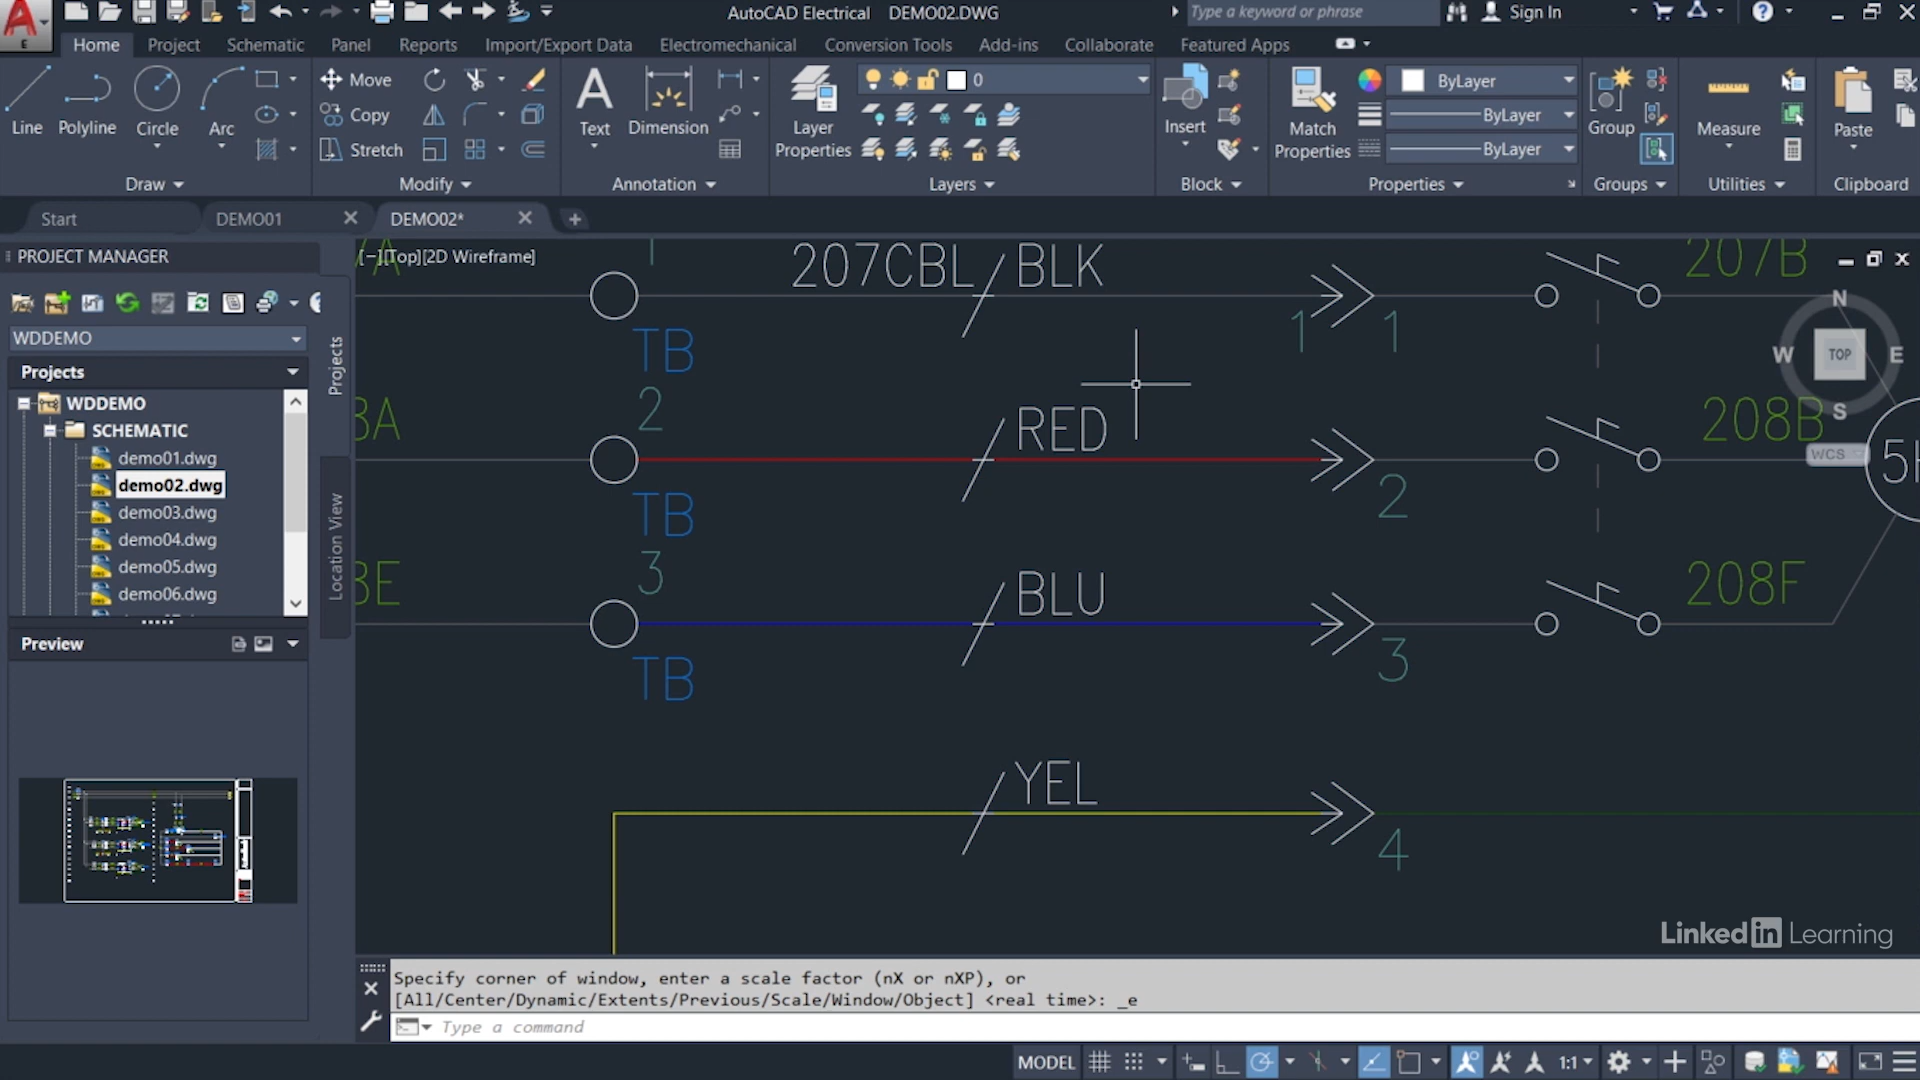 AutoCAD Electrical DEMO02.DWG
Type a keyword or phrase
Sign In
E
Home Project Schematic Panel Reports Import/Export Data Electromechanical Conversion Tools Add-ins Collaborate Featured Apps
Line Polyline Circle Arc
Move
Copy
Stretch
Text Dimension
Layer
Properties
0
Insert
Match
Properties
ByLayer
ByLayer
ByLayer
Group
Measure
Paste
Draw Modify Annotation Layers Block Properties Groups Utilities Clipboard
Start DEMO01 DEMO02*
PROJECT MANAGER
[−][Top][2D Wireframe]
WDDEMO
Projects
WDDEMO
SCHEMATIC
demo01.dwg
demo02.dwg
demo03.dwg
demo04.dwg
demo05.dwg
demo06.dwg
Projects
Location View
Preview
1
207CBL BLK
207B
TB
1 1
N
W TOP E
S
2
RED
208B
WCS
TB
2
3
BLU
208F
TB
3
YEL
4
Linked in Learning
Specify corner of window, enter a scale factor (nX or nXP), or
[All/Center/Dynamic/Extents/Previous/Scale/Window/Object] <real time>: _e
Type a command
MODEL
1:1